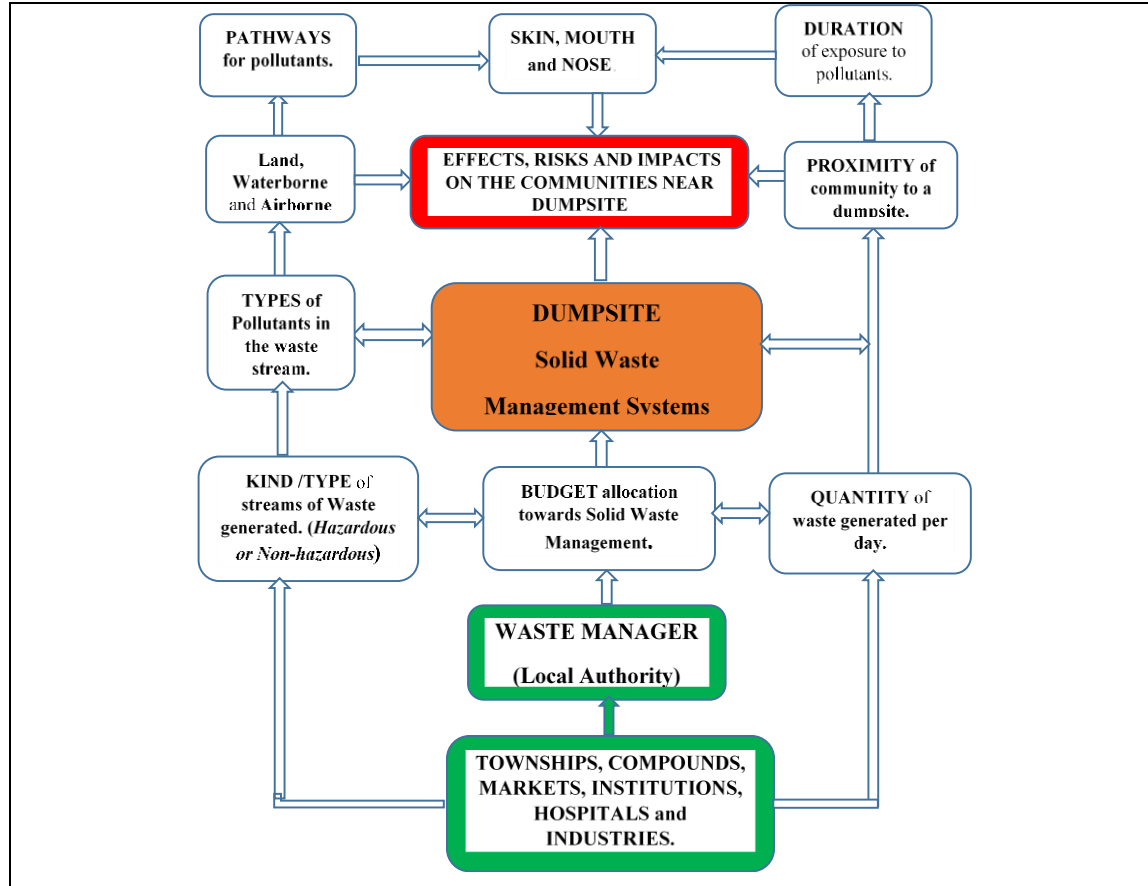 PATHWAYS
for pollutants.
SKIN, MOUTH
and NOSE
DURATION
of exposure to
pollutants.
Land,
Waterborne
and Airborne
EFFECTS, RISKS AND IMPACTS
ON THE COMMUNITIES NEAR
DUMPSITE
PROXIMITY of
community to a
dumpsite.
TYPES of
Pollutants in
the waste
stream.
DUMPSITE
Solid Waste
Management Systems
KIND /TYPE of
streams of Waste
generated. (Hazardous
or Non-hazardous)
BUDGET allocation
towards Solid Waste
Management.
QUANTITY of
waste generated per
day.
WASTE MANAGER
(Local Authority)
TOWNSHIPS, COMPOUNDS,
MARKETS, INSTITUTIONS,
HOSPITALS and
INDUSTRIES.